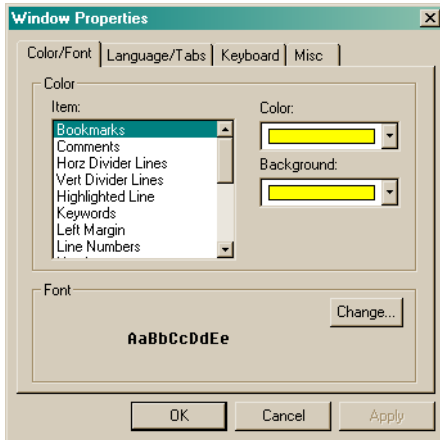 Window Properties
Color/Font Language/Tabs Keyboard Misc
Color
Item:
Color:
Bookmarks
Comments
Horz Divider Lines
Background:
Vert Divider Lines
Highlighted Line
Keywords
Left Margin
Line Numbers
Font
Change...
AaBbCcDdEe
OK Cancel Apply